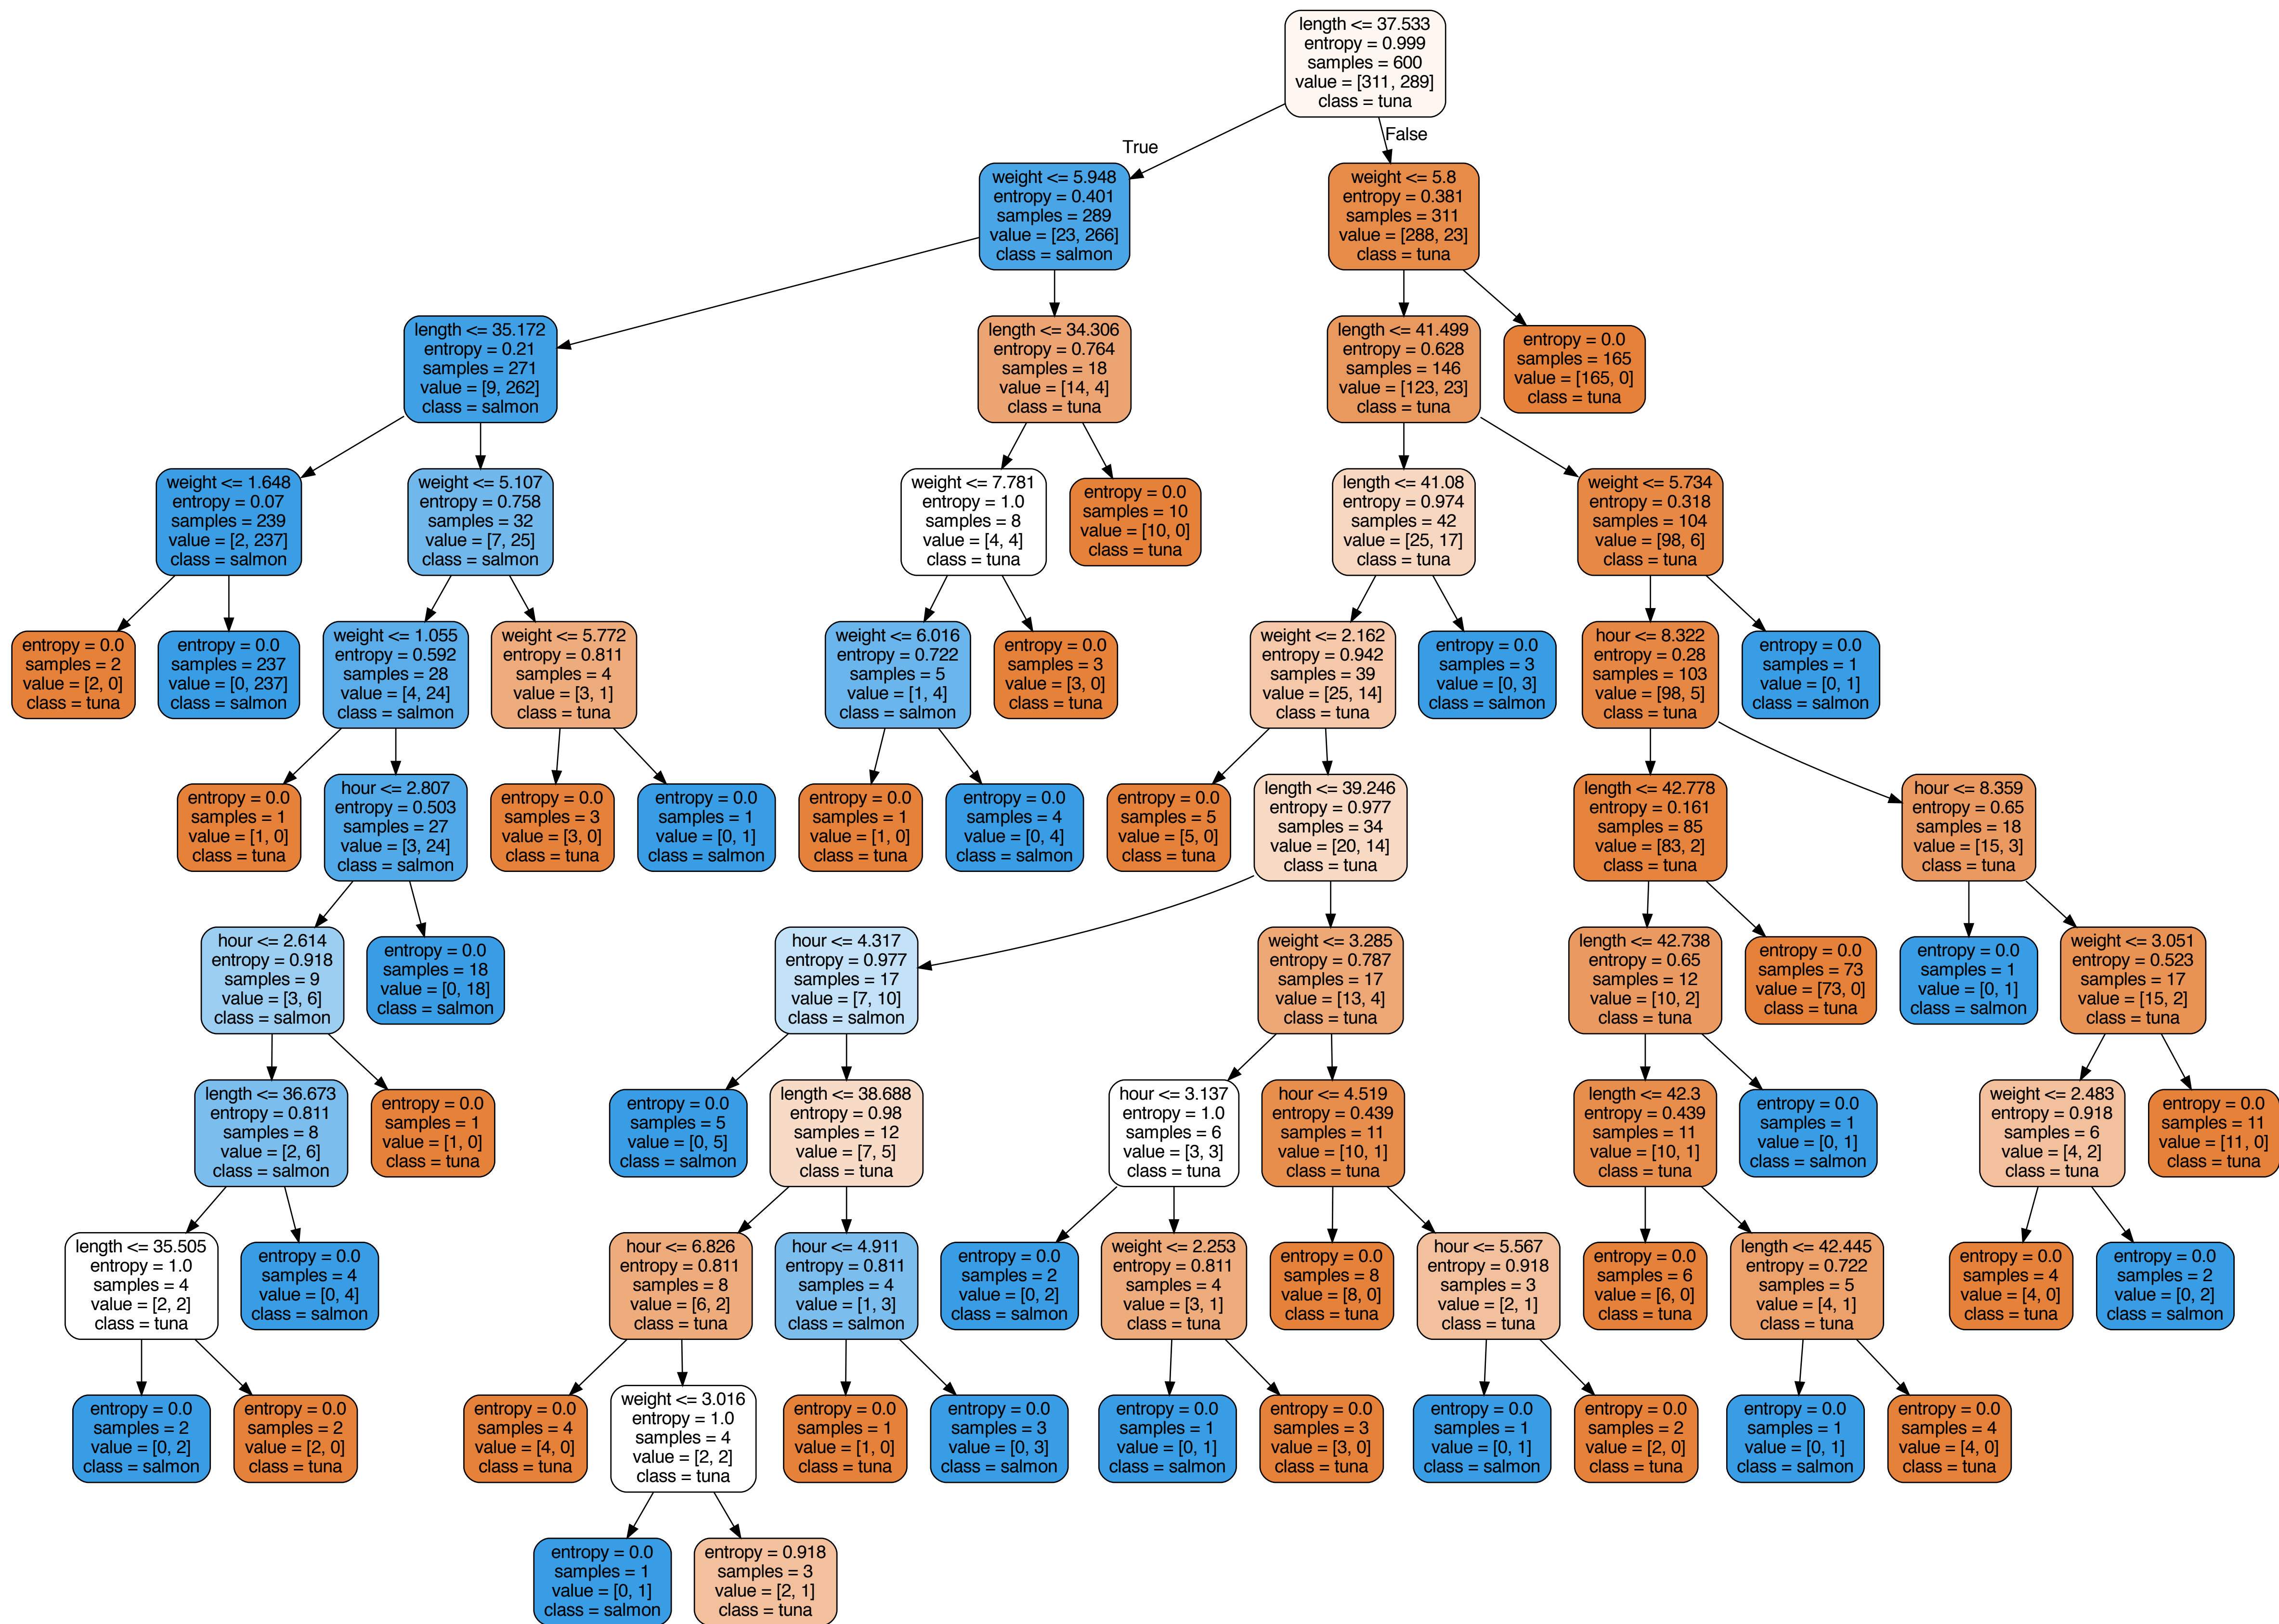 length <= 37.533
entropy = 0.999
samples = 600
value = [311, 289]
class = tuna
True
False
weight <= 5.948
entropy = 0.401
samples = 289
value = [23, 266]
class = salmon
weight <= 5.8
entropy = 0.381
samples = 311
value = [288, 23]
class = tuna
length <= 35.172
entropy = 0.21
samples = 271
value = [9, 262]
class = salmon
length <= 34.306
entropy = 0.764
samples = 18
value = [14, 4]
class = tuna
length <= 41.499
entropy = 0.628
samples = 146
value = [123, 23]
class = tuna
entropy = 0.0
samples = 165
value = [165, 0]
class = tuna
weight <= 1.648
entropy = 0.07
samples = 239
value = [2, 237]
class = salmon
weight <= 5.107
entropy = 0.758
samples = 32
value = [7, 25]
class = salmon
weight <= 7.781
entropy = 1.0
samples = 8
value = [4, 4]
class = tuna
entropy = 0.0
samples = 10
value = [10, 0]
class = tuna
length <= 41.08
entropy = 0.974
samples = 42
value = [25, 17]
class = tuna
weight <= 5.734
entropy = 0.318
samples = 104
value = [98, 6]
class = tuna
entropy = 0.0
samples = 2
value = [2, 0]
class = tuna
entropy = 0.0
samples = 237
value = [0, 237]
class = salmon
weight <= 1.055
entropy = 0.592
samples = 28
value = [4, 24]
class = salmon
weight <= 5.772
entropy = 0.811
samples = 4
value = [3, 1]
class = tuna
weight <= 6.016
entropy = 0.722
samples = 5
value = [1, 4]
class = salmon
entropy = 0.0
samples = 3
value = [3, 0]
class = tuna
weight <= 2.162
entropy = 0.942
samples = 39
value = [25, 14]
class = tuna
entropy = 0.0
samples = 3
value = [0, 3]
class = salmon
hour <= 8.322
entropy = 0.28
samples = 103
value = [98, 5]
class = tuna
entropy = 0.0
samples = 1
value = [0, 1]
class = salmon
entropy = 0.0
samples = 1
value = [1, 0]
class = tuna
hour <= 2.807
entropy = 0.503
samples = 27
value = [3, 24]
class = salmon
entropy = 0.0
samples = 3
value = [3, 0]
class = tuna
entropy = 0.0
samples = 1
value = [0, 1]
class = salmon
entropy = 0.0
samples = 1
value = [1, 0]
class = tuna
entropy = 0.0
samples = 4
value = [0, 4]
class = salmon
entropy = 0.0
samples = 5
value = [5, 0]
class = tuna
length <= 39.246
entropy = 0.977
samples = 34
value = [20, 14]
class = tuna
length <= 42.778
entropy = 0.161
samples = 85
value = [83, 2]
class = tuna
hour <= 8.359
entropy = 0.65
samples = 18
value = [15, 3]
class = tuna
hour <= 2.614
entropy = 0.918
samples = 9
value = [3, 6]
class = salmon
entropy = 0.0
samples = 18
value = [0, 18]
class = salmon
hour <= 4.317
entropy = 0.977
samples = 17
value = [7, 10]
class = salmon
weight <= 3.285
entropy = 0.787
samples = 17
value = [13, 4]
class = tuna
length <= 42.738
entropy = 0.65
samples = 12
value = [10, 2]
class = tuna
entropy = 0.0
samples = 73
value = [73, 0]
class = tuna
entropy = 0.0
samples = 1
value = [0, 1]
class = salmon
weight <= 3.051
entropy = 0.523
samples = 17
value = [15, 2]
class = tuna
length <= 36.673
entropy = 0.811
samples = 8
value = [2, 6]
class = salmon
entropy = 0.0
samples = 1
value = [1, 0]
class = tuna
entropy = 0.0
samples = 5
value = [0, 5]
class = salmon
length <= 38.688
entropy = 0.98
samples = 12
value = [7, 5]
class = tuna
hour <= 3.137
entropy = 1.0
samples = 6
value = [3, 3]
class = tuna
hour <= 4.519
entropy = 0.439
samples = 11
value = [10, 1]
class = tuna
length <= 42.3
entropy = 0.439
samples = 11
value = [10, 1]
class = tuna
entropy = 0.0
samples = 1
value = [0, 1]
class = salmon
weight <= 2.483
entropy = 0.918
samples = 6
value = [4, 2]
class = tuna
entropy = 0.0
samples = 11
value = [11, 0]
class = tuna
length <= 35.505
entropy = 1.0
samples = 4
value = [2, 2]
class = tuna
entropy = 0.0
samples = 4
value = [0, 4]
class = salmon
hour <= 6.826
entropy = 0.811
samples = 8
value = [6, 2]
class = tuna
hour <= 4.911
entropy = 0.811
samples = 4
value = [1, 3]
class = salmon
entropy = 0.0
samples = 2
value = [0, 2]
class = salmon
weight <= 2.253
entropy = 0.811
samples = 4
value = [3, 1]
class = tuna
entropy = 0.0
samples = 8
value = [8, 0]
class = tuna
hour <= 5.567
entropy = 0.918
samples = 3
value = [2, 1]
class = tuna
entropy = 0.0
samples = 6
value = [6, 0]
class = tuna
length <= 42.445
entropy = 0.722
samples = 5
value = [4, 1]
class = tuna
entropy = 0.0
samples = 4
value = [4, 0]
class = tuna
entropy = 0.0
samples = 2
value = [0, 2]
class = salmon
entropy = 0.0
samples = 2
value = [0, 2]
class = salmon
entropy = 0.0
samples = 2
value = [2, 0]
class = tuna
entropy = 0.0
samples = 4
value = [4, 0]
class = tuna
weight <= 3.016
entropy = 1.0
samples = 4
value = [2, 2]
class = tuna
entropy = 0.0
samples = 1
value = [1, 0]
class = tuna
entropy = 0.0
samples = 3
value = [0, 3]
class = salmon
entropy = 0.0
samples = 1
value = [0, 1]
class = salmon
entropy = 0.0
samples = 3
value = [3, 0]
class = tuna
entropy = 0.0
samples = 1
value = [0, 1]
class = salmon
entropy = 0.0
samples = 2
value = [2, 0]
class = tuna
entropy = 0.0
samples = 1
value = [0, 1]
class = salmon
entropy = 0.0
samples = 4
value = [4, 0]
class = tuna
entropy = 0.0
samples = 1
value = [0, 1]
class = salmon
entropy = 0.918
samples = 3
value = [2, 1]
class = tuna